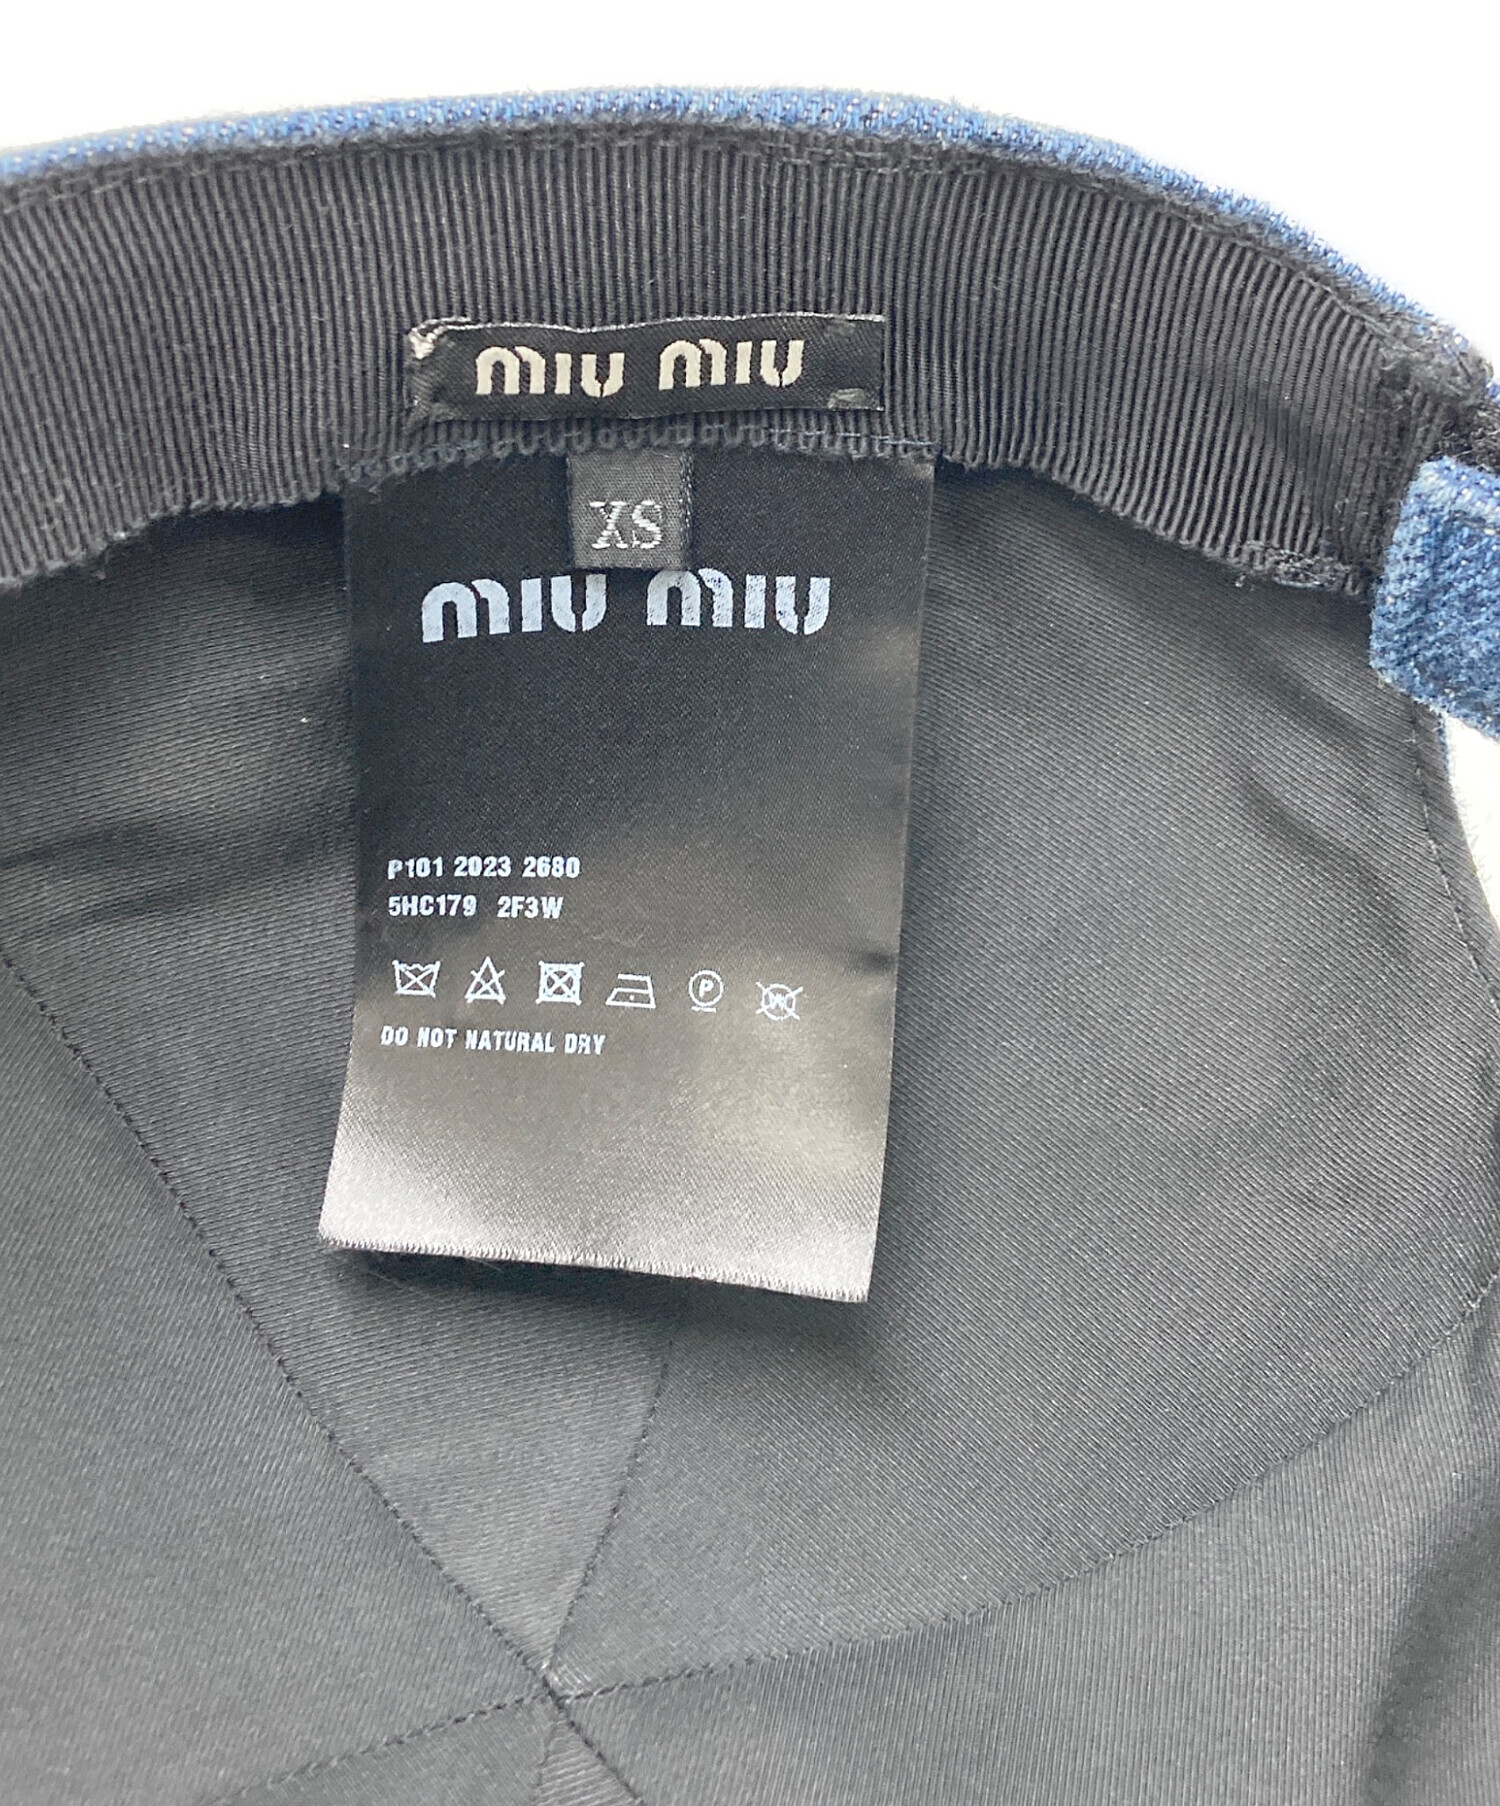 MIU MIU
XS
MIU MIU
P101 2023 2680
5HC179 2F3W
P W
DO NOT NATURAL DRY